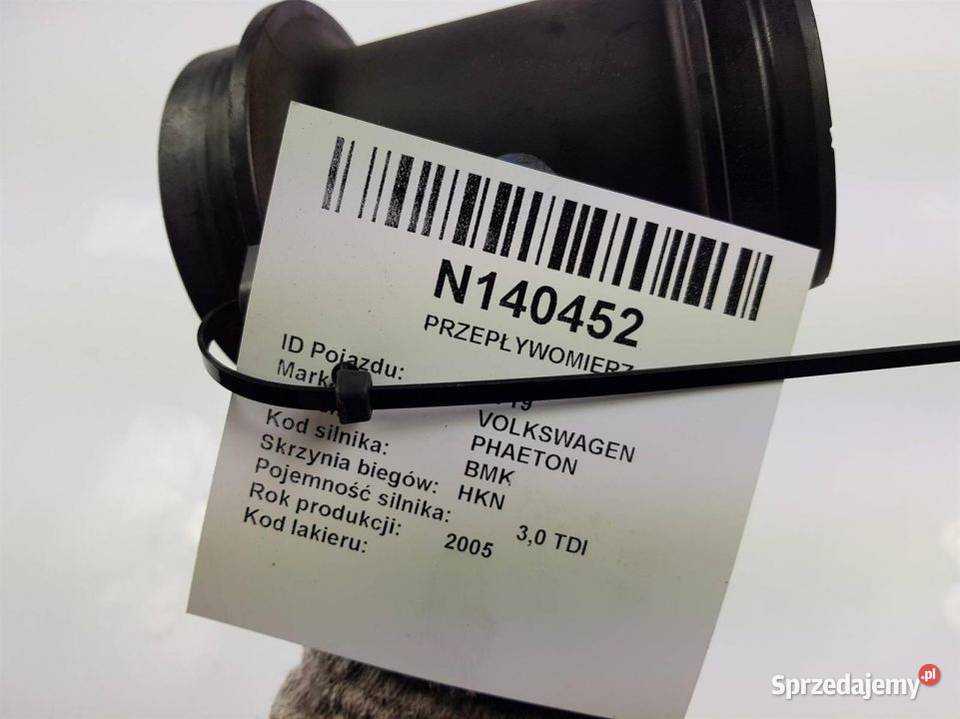 N140452
PRZEPŁYWOMIERZ
ID Pojazdu:
VOLKSWAGEN
PHAETON
Kod silnika: BMK
Skrzynia biegów: HKN
Pojemność silnika: 3,0 TDI
Rok produkcji: 2005
Kod lakieru:
Sprzedajemy.pl